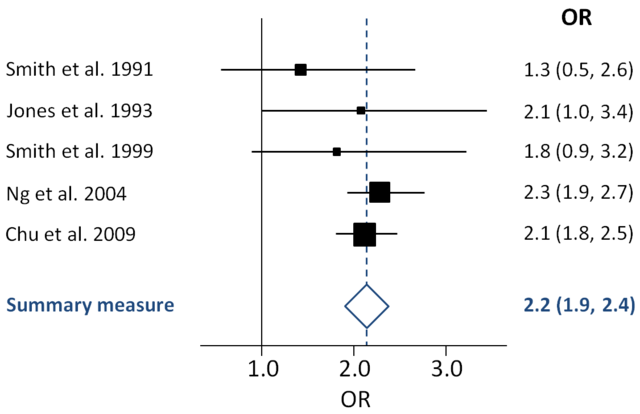 OR
Smith et al. 1991 1.3 (0.5, 2.6)
Jones et al. 1993 2.1 (1.0, 3.4)
Smith et al. 1999 1.8 (0.9, 3.2)
Ng et al. 2004 2.3 (1.9, 2.7)
Chu et al. 2009 2.1 (1.8, 2.5)
Summary measure 2.2 (1.9, 2.4)
1.0 2.0 3.0
OR